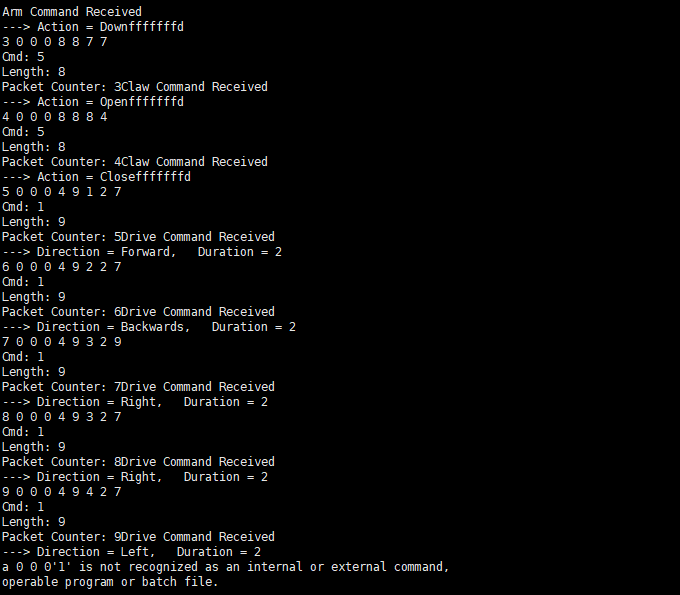 Arm Command Received
---> Action = Downfffffffd
3 0 0 0 8 8 7 7
Cmd: 5
Length: 8
Packet Counter: 3Claw Command Received
---> Action = Openfffffffd
4 0 0 0 8 8 8 4
Cmd: 5
Length: 8
Packet Counter: 4Claw Command Received
---> Action = Closefffffffd
5 0 0 0 4 9 1 2 7
Cmd: 1
Length: 9
Packet Counter: 5Drive Command Received
---> Direction = Forward,   Duration = 2
6 0 0 0 4 9 2 2 7
Cmd: 1
Length: 9
Packet Counter: 6Drive Command Received
---> Direction = Backwards,   Duration = 2
7 0 0 0 4 9 3 2 9
Cmd: 1
Length: 9
Packet Counter: 7Drive Command Received
---> Direction = Right,   Duration = 2
8 0 0 0 4 9 3 2 7
Cmd: 1
Length: 9
Packet Counter: 8Drive Command Received
---> Direction = Right,   Duration = 2
9 0 0 0 4 9 4 2 7
Cmd: 1
Length: 9
Packet Counter: 9Drive Command Received
---> Direction = Left,   Duration = 2
a 0 0 0'1' is not recognized as an internal or external command,
operable program or batch file.